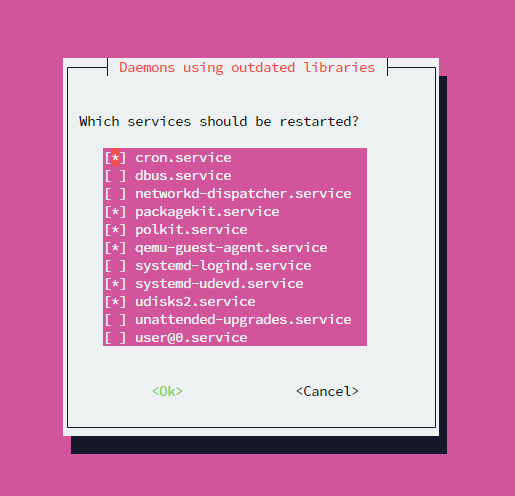 Daemons using outdated libraries
Which services should be restarted?
[*] cron.service
[ ] dbus.service
[ ] networkd-dispatcher.service
[*] packagekit.service
[*] polkit.service
[*] qemu-guest-agent.service
[ ] systemd-logind.service
[*] systemd-udevd.service
[*] udisks2.service
[ ] unattended-upgrades.service
[ ] user@0.service
<Ok> <Cancel>